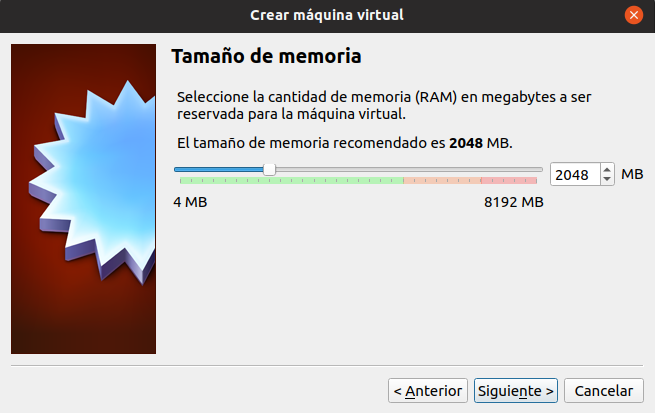 Crear máquina virtual
Tamaño de memoria
Seleccione la cantidad de memoria (RAM) en megabytes a ser
reservada para la máquina virtual.
El tamaño de memoria recomendado es 2048 MB.
2048 MB
4 MB 8192 MB
< Anterior Siguiente > Cancelar